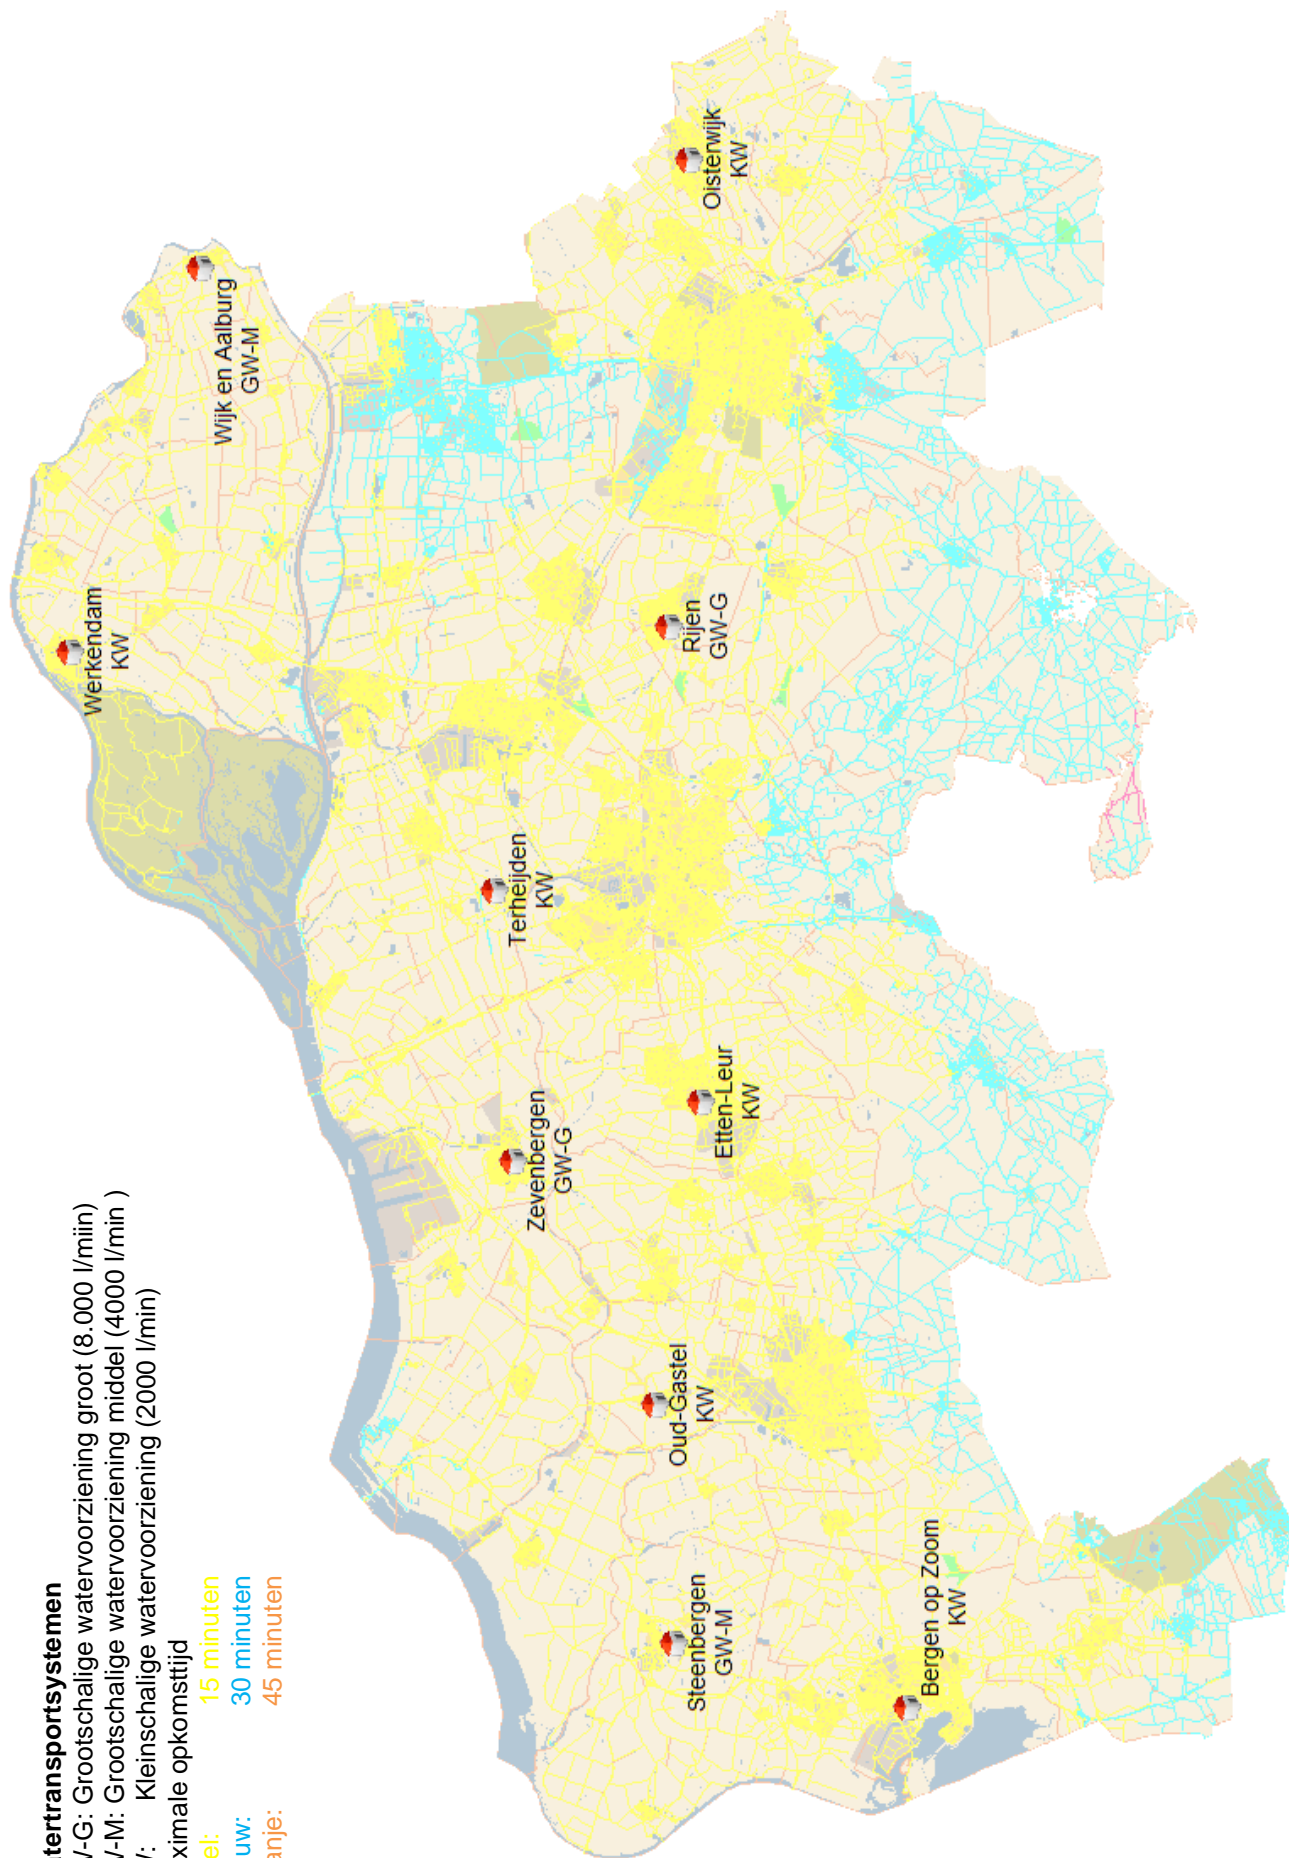 tertransportsystemen
V-G: Grootschalige watervoorziening groot (8.000 l/miin)
V-M: Grootschalige watervoorziening middel (4000 l/min )
V: Kleinschalige watervoorziening (2000 l/min)
ximale opkomsttijd
el: 15 minuten
uw: 30 minuten
anje: 45 minuten
Werkendam
KW
Wijk en Aalburg
GW-M
Oisterwijk
KW
Terheijden
KW
Rijen
GW-G
Zevenbergen
GW-G
Etten-Leur
KW
Oud-Gastel
KW
Steenbergen
GW-M
Bergen op Zoom
KW